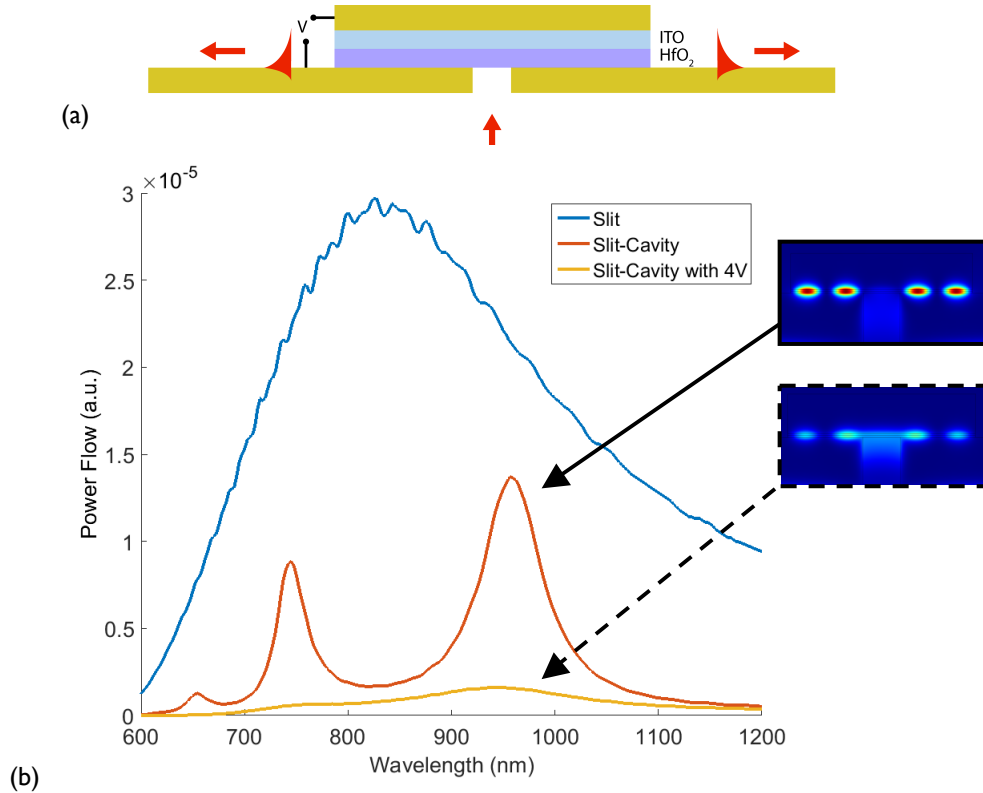 V
ITO
HfO₂
(a)
×10⁻⁵
3
2.5
2
1.5
1
0.5
0
Power Flow (a.u.)
Slit
Slit-Cavity
Slit-Cavity with 4V
600
700
800
900
1000
1100
1200
Wavelength (nm)
(b)